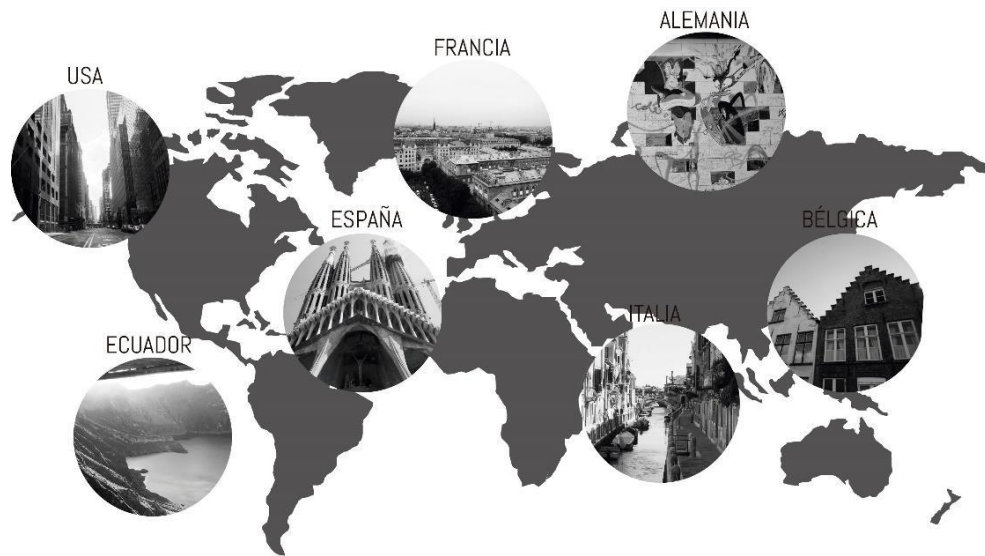 ALEMANIA
FRANCIA
USA
ESPAÑA
BÉLGICA
ITALIA
ECUADOR